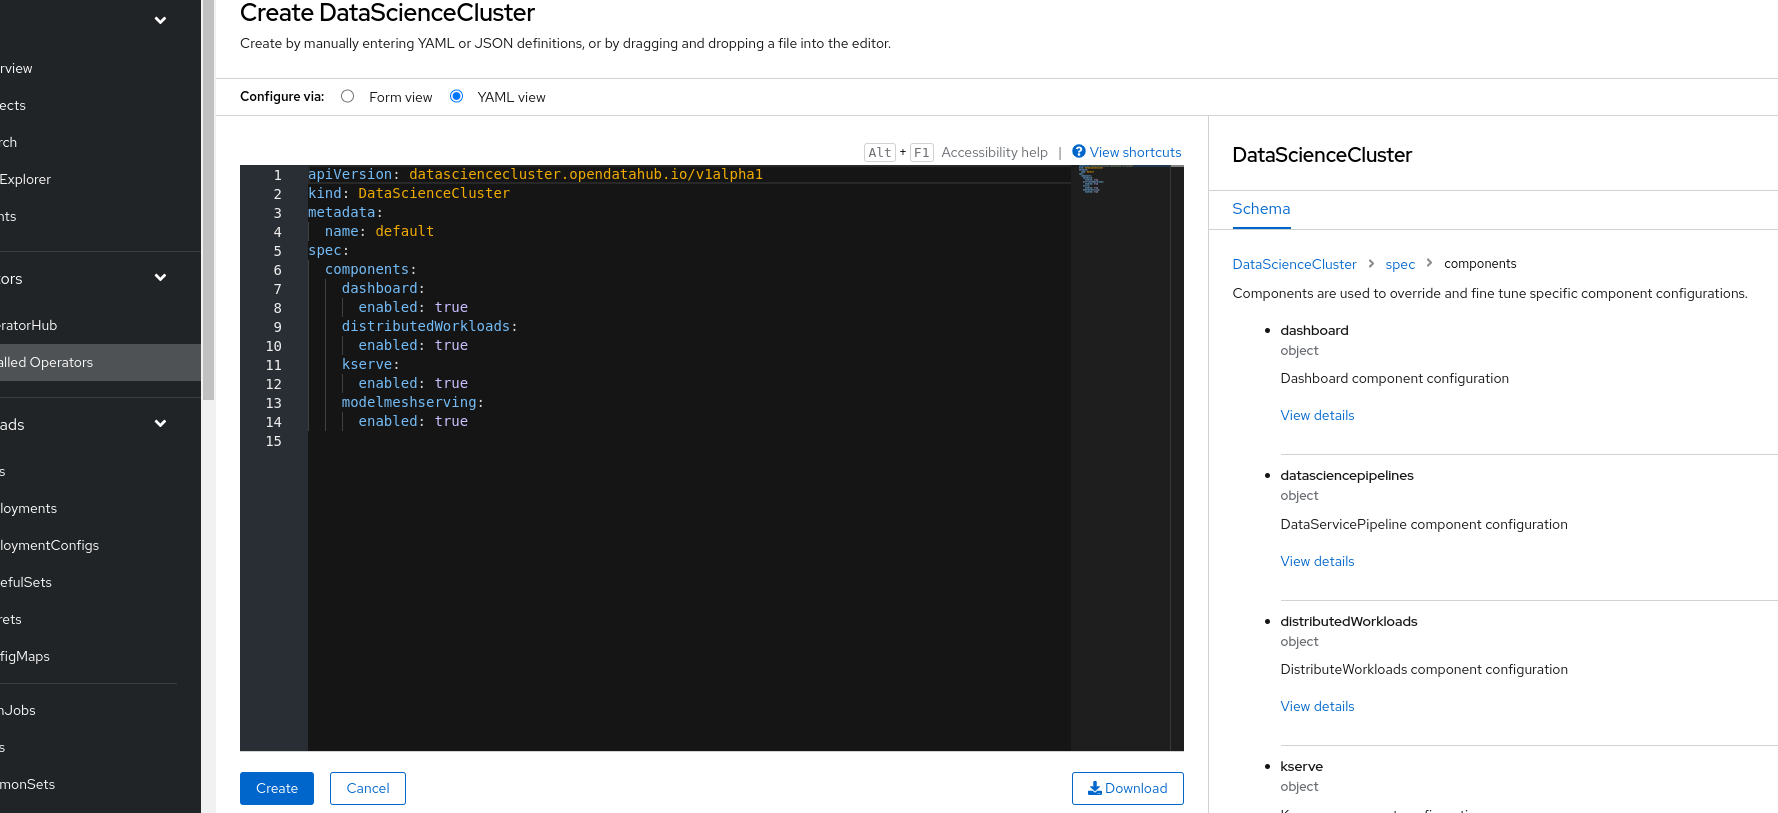 Create DataScienceCluster
Create by manually entering YAML or JSON definitions, or by dragging and dropping a file into the editor.
Configure via: Form view YAML view
Alt + F1 Accessibility help | View shortcuts
1 apiVersion: datasciencecluster.opendatahub.io/v1alpha1
2 kind: DataScienceCluster
3 metadata:
4 name: default
5 spec:
6 components:
7 dashboard:
8 enabled: true
9 distributedWorkloads:
10 enabled: true
11 kserve:
12 enabled: true
13 modelmeshserving:
14 enabled: true
15
Create Cancel Download
rview
ects
rch
Explorer
nts
tors
eratorHub
alled Operators
ads
s
loyments
loymentConfigs
efulSets
rets
figMaps
nJobs
s
monSets
DataScienceCluster
Schema
DataScienceCluster > spec > components
Components are used to override and fine tune specific component configurations.
• dashboard
object
Dashboard component configuration
View details
• datasciencepipelines
object
DataServicePipeline component configuration
View details
• distributedWorkloads
object
DistributeWorkloads component configuration
View details
• kserve
object